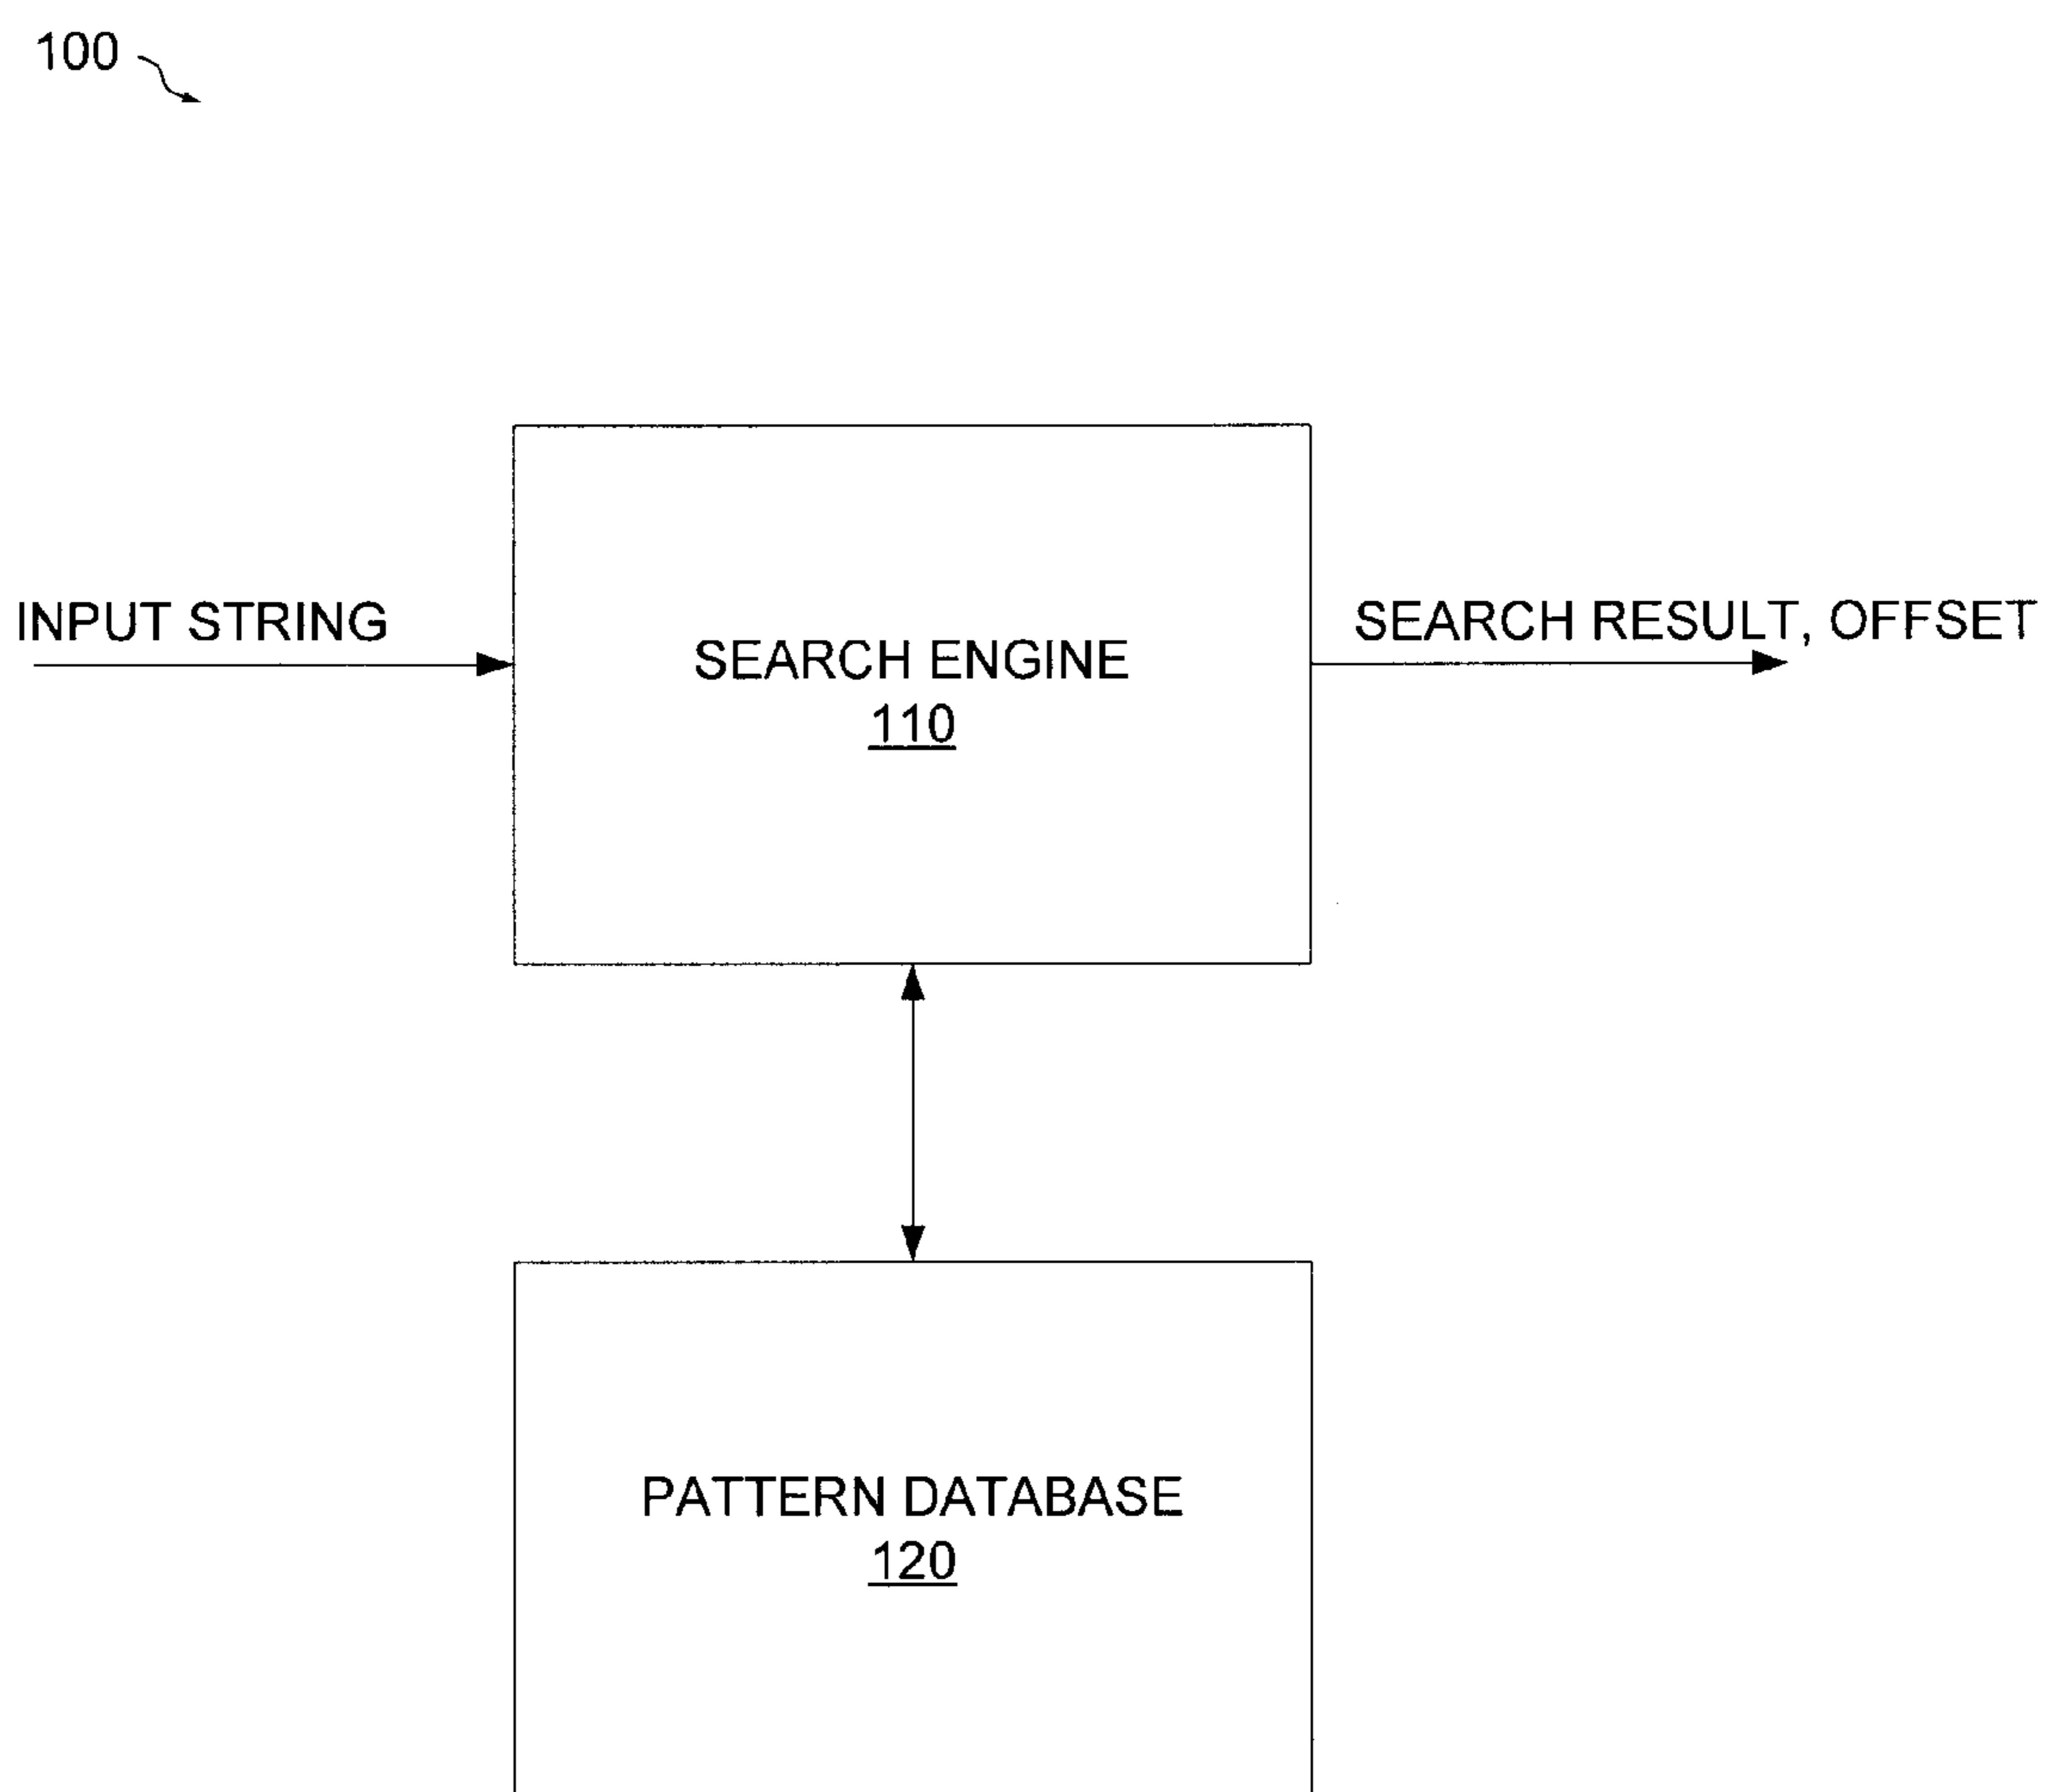 100
INPUT STRING
SEARCH RESULT, OFFSET
SEARCH ENGINE
110
PATTERN DATABASE
120